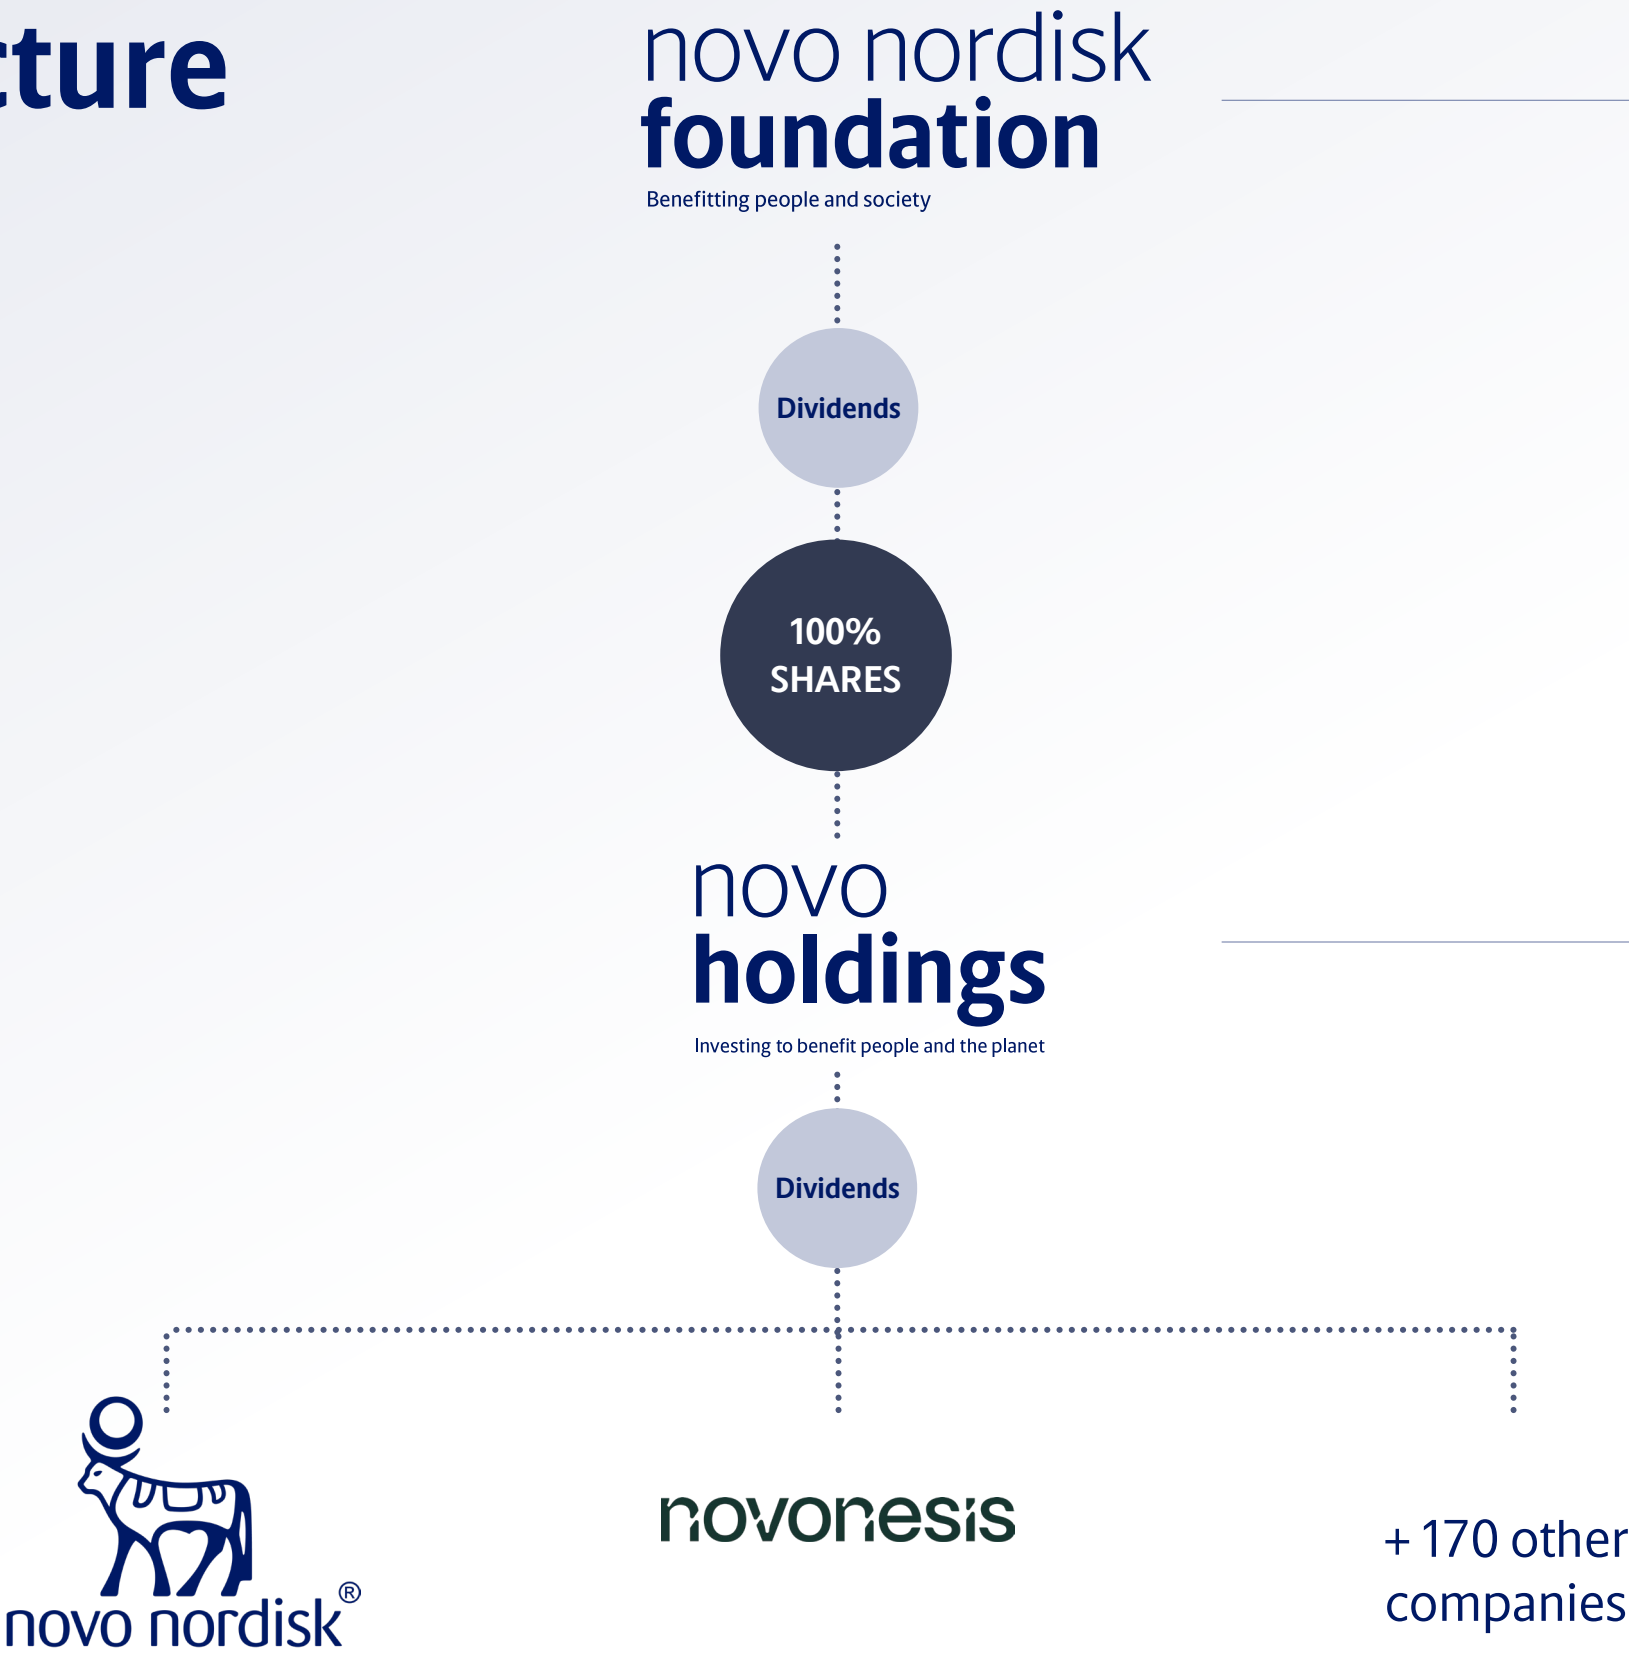 cture
novo nordisk
foundation
Benefitting people and society
Dividends
100%
SHARES
novo
holdings
Investing to benefit people and the planet
Dividends
novo nordisk®
novonesis
+ 170 other
companies